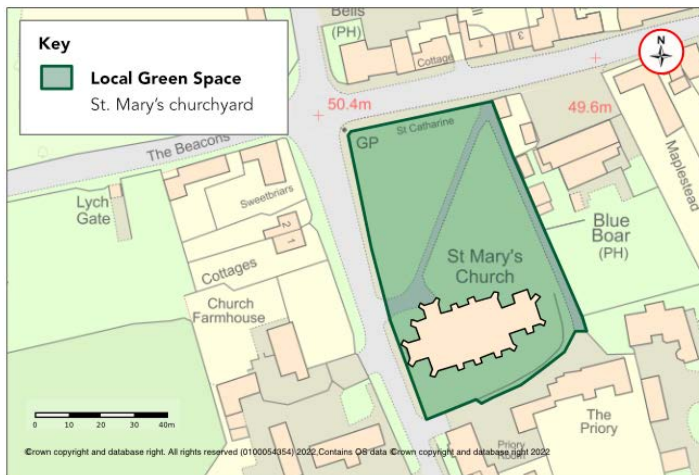 Key
Local Green Space
St. Mary's churchyard
Bells
(PH)
1
3
Cottage
N
50.4m
49.6m
GP
St Catharine
The Beacons
Maplestead
Lych
Gate
Sweetbriars
2
1
Cottages
Church
Farmhouse
St Mary's
Church
Blue
Boar
(PH)
The
Priory
Priory
Room
0 10 20 30 40m
©rown copyright and database right. All rights reserved (0100054354) 2022,Contains OS data ©rown copyright and database right 2022